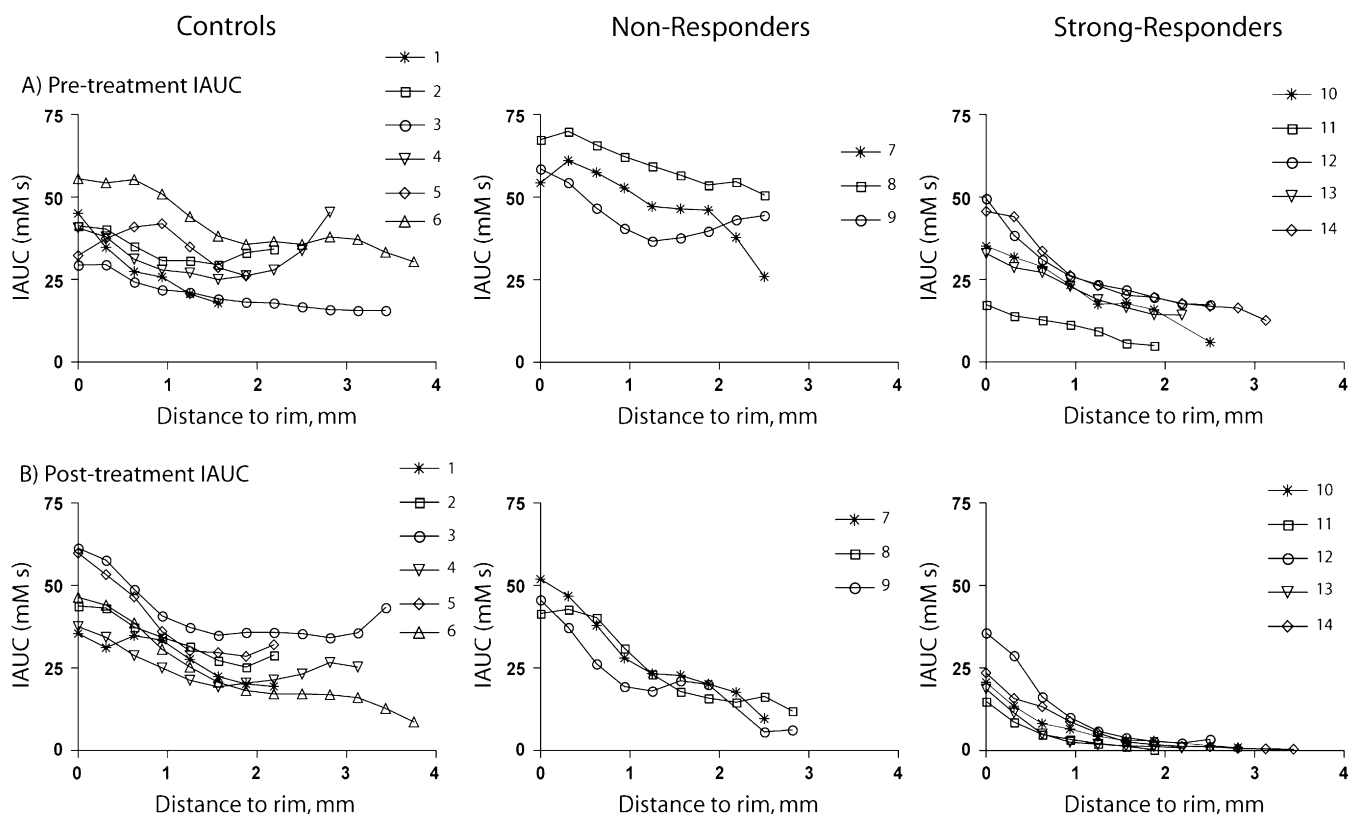 Controls Non-Responders Strong-Responders
A) Pre-treatment IAUC
1
2
3
4
5
6
7
8
9
10
11
12
13
14
75
50
25
0
IAUC (mM s)
0 1 2 3 4
Distance to rim, mm
75
50
25
0
IAUC (mM s)
0 1 2 3 4
Distance to rim, mm
75
50
25
0
IAUC (mM s)
0 1 2 3 4
Distance to rim, mm
B) Post-treatment IAUC
1
2
3
4
5
6
7
8
9
10
11
12
13
14
75
50
25
0
IAUC (mM s)
0 1 2 3 4
Distance to rim, mm
75
50
25
0
IAUC (mM s)
0 1 2 3 4
Distance to rim, mm
75
50
25
0
IAUC (mM s)
0 1 2 3 4
Distance to rim, mm